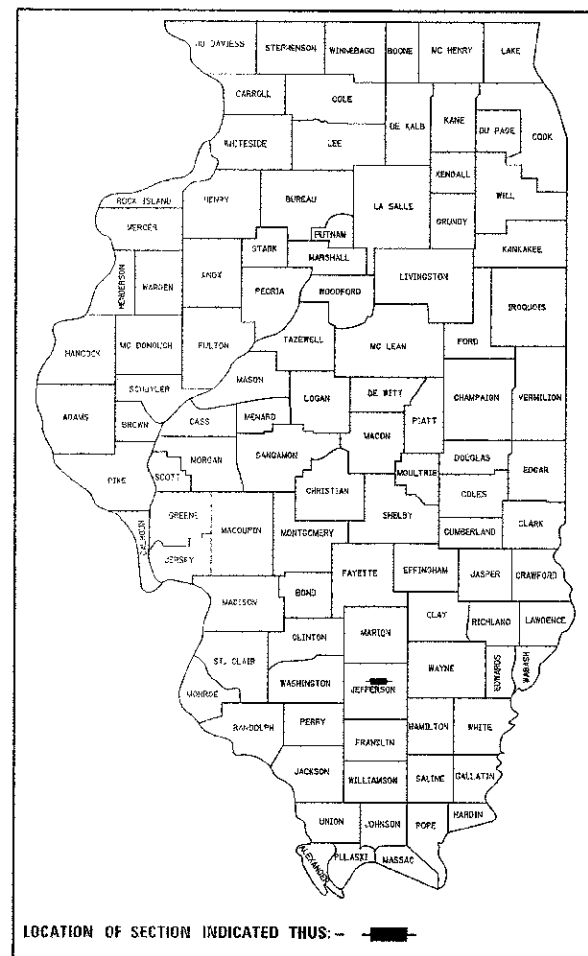 JO DAVIESS STEPHENSON WINNEBAGO BOONE MC HENRY LAKE
CARROLL OGLE DE KALB KANE DU PAGE COOK
WHITESIDE LEE KENDALL WILL
ROCK ISLAND HENRY BUREAU LA SALLE GRUNDY
MERCER PUTNAM KANKAKEE
STARK MARSHALL
HENDERSON WARREN KNOX PEORIA WOODFORD LIVINGSTON IROQUOIS
HANCOCK MC DONOUGH FULTON TAZEWELL MC LEAN FORD
MASON
SCHUYLER LOGAN DE WITT CHAMPAIGN VERMILION
ADAMS BROWN CASS MENARD MACON PIATT
MORGAN SANGAMON DOUGLAS EDGAR
PIKE SCOTT CHRISTIAN MOULTRIE COLES
GREENE MACOUPIN MONTGOMERY SHELBY CUMBERLAND CLARK
CALHOUN JERSEY
FAYETTE EFFINGHAM JASPER CRAWFORD
MADISON BOND
CLINTON MARION CLAY RICHLAND LAWRENCE
ST. CLAIR WAYNE EDWARDS WABASH
MONROE WASHINGTON JEFFERSON
RANDOLPH PERRY HAMILTON WHITE
FRANKLIN
JACKSON WILLIAMSON SALINE GALLATIN
UNION JOHNSON POPE HARDIN
ALEXANDER PULASKI MASSAC
LOCATION OF SECTION INDICATED THUS: -